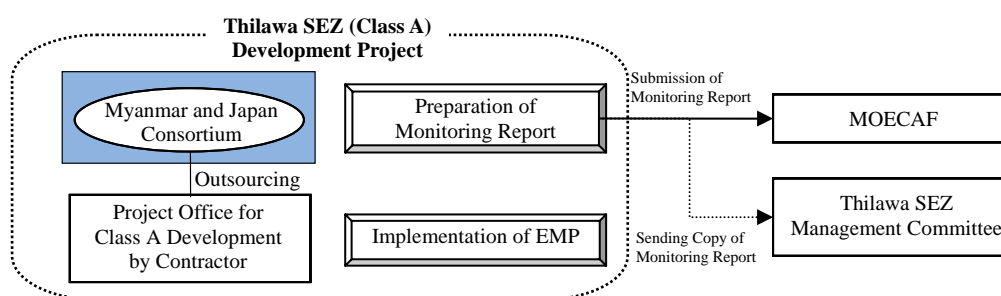 Thilawa SEZ (Class A)
Development Project
Myanmar and Japan
Consortium
Outsourcing
Project Office for
Class A Development
by Contractor
Preparation of
Monitoring Report
Implementation of EMP
Submission of
Monitoring Report
Sending Copy of
Monitoring Report
MOECAF
Thilawa SEZ
Management Committee